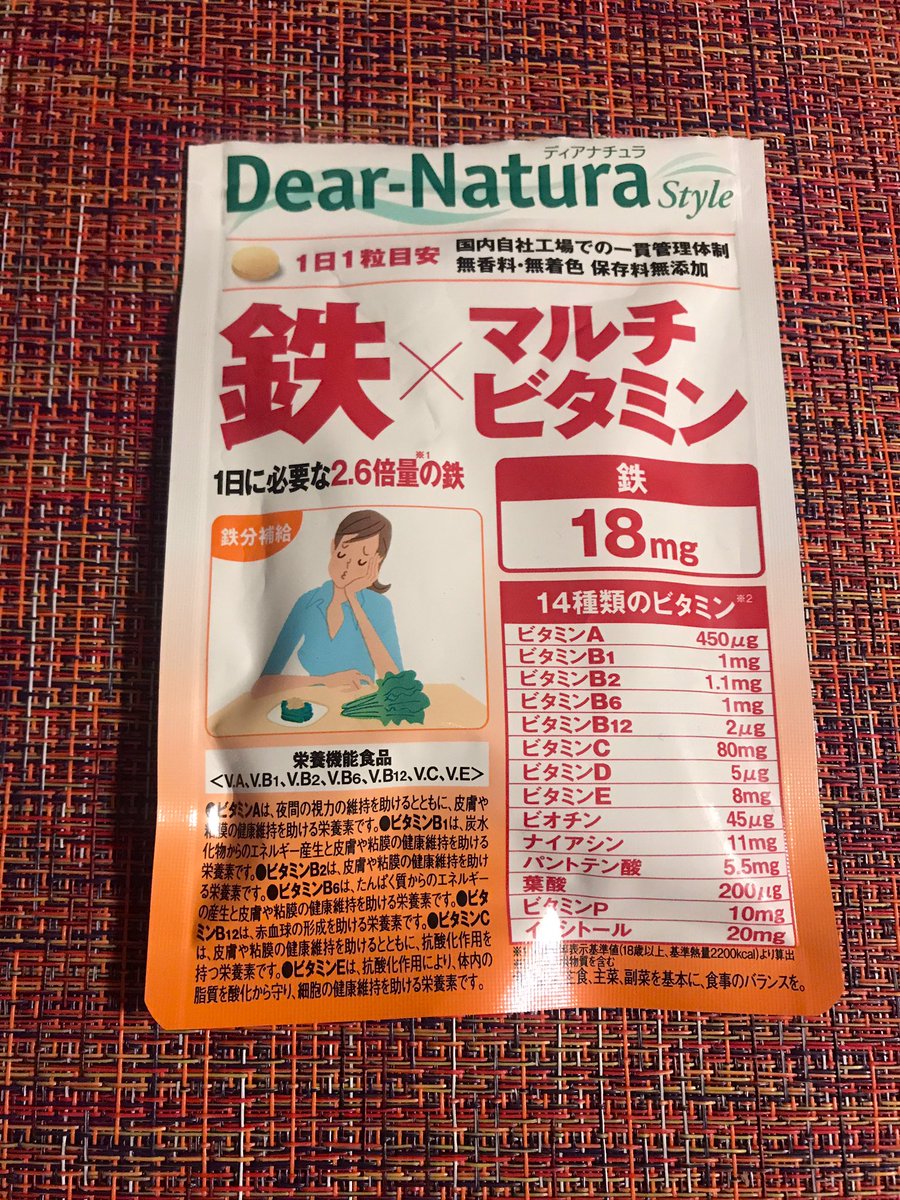 ディアナチュラ
Dear-Natura Style
1日1粒目安
国内自社工場での一貫管理体制
無香料・無着色 保存料無添加
鉄×マルチビタミン
1日に必要な2.6倍量の鉄※1
鉄分補給
鉄
18mg
14種類のビタミン※2
ビタミンA 450μg
ビタミンB1 1mg
ビタミンB2 1.1mg
ビタミンB6 1mg
ビタミンB12 2μg
ビタミンC 80mg
ビタミンD 5μg
ビタミンE 8mg
ビオチン 45μg
ナイアシン 11mg
パントテン酸 5.5mg
葉酸 200μg
ビタミンP 10mg
イノシトール 20mg
栄養機能食品
<V.A、V.B1、V.B2、V.B6、V.B12、V.C、V.E>
●ビタミンAは、夜間の視力の維持を助けるとともに、皮膚や
粘膜の健康維持を助ける栄養素です。●ビタミンB1は、炭水
化物からのエネルギー産生と皮膚や粘膜の健康維持を助ける
栄養素です。●ビタミンB2は、皮膚や粘膜の健康維持を助け
る栄養素です。●ビタミンB6は、たんぱく質からのエネルギー
の産生と皮膚や粘膜の健康維持を助ける栄養素です。●ビタ
ミンB12は、赤血球の形成を助ける栄養素です。●ビタミンC
は、皮膚や粘膜の健康維持を助けるとともに、抗酸化作用を
持つ栄養素です。●ビタミンEは、抗酸化作用により、体内の
脂質を酸化から守り、細胞の健康維持を助ける栄養素です。
表示基準値(18歳以上、基準熱量2200kcal)より算出
物質を含む
主食、主菜、副菜を基本に、食事のバランスを。